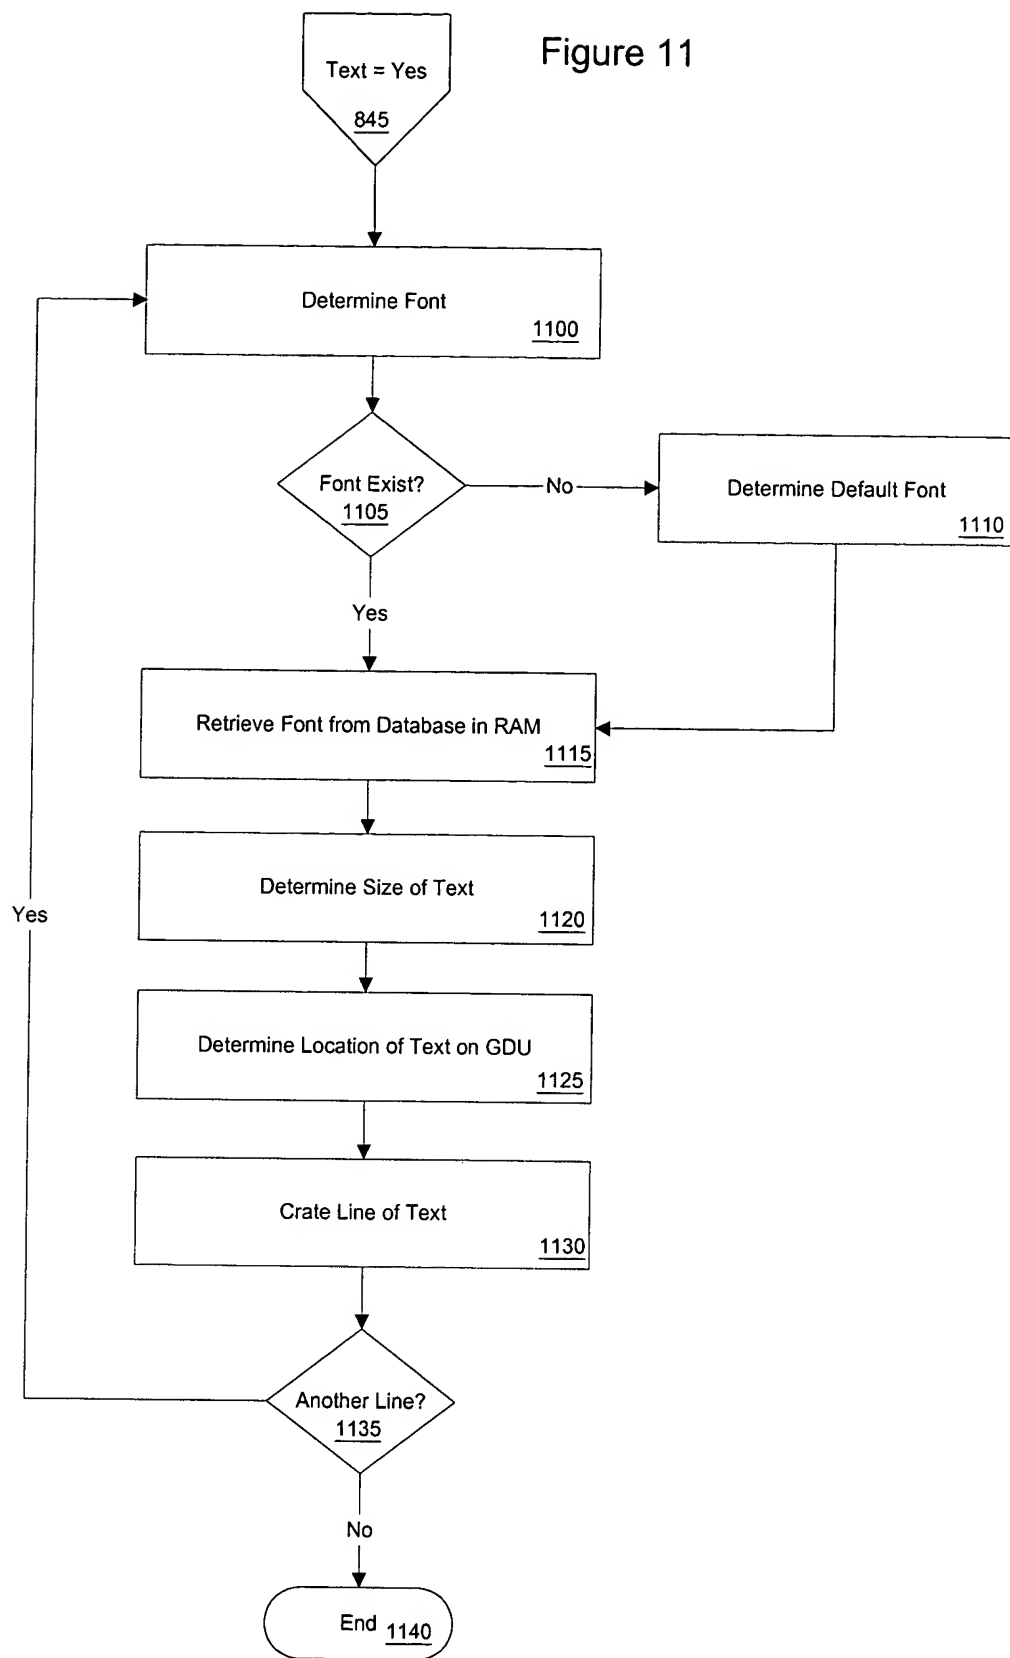 Figure 11
Text = Yes
845
Determine Font
1100
Font Exist?
1105
No
Determine Default Font
1110
Yes
Retrieve Font from Database in RAM
1115
Determine Size of Text
1120
Yes
Determine Location of Text on GDU
1125
Crate Line of Text
1130
Another Line?
1135
No
End
1140